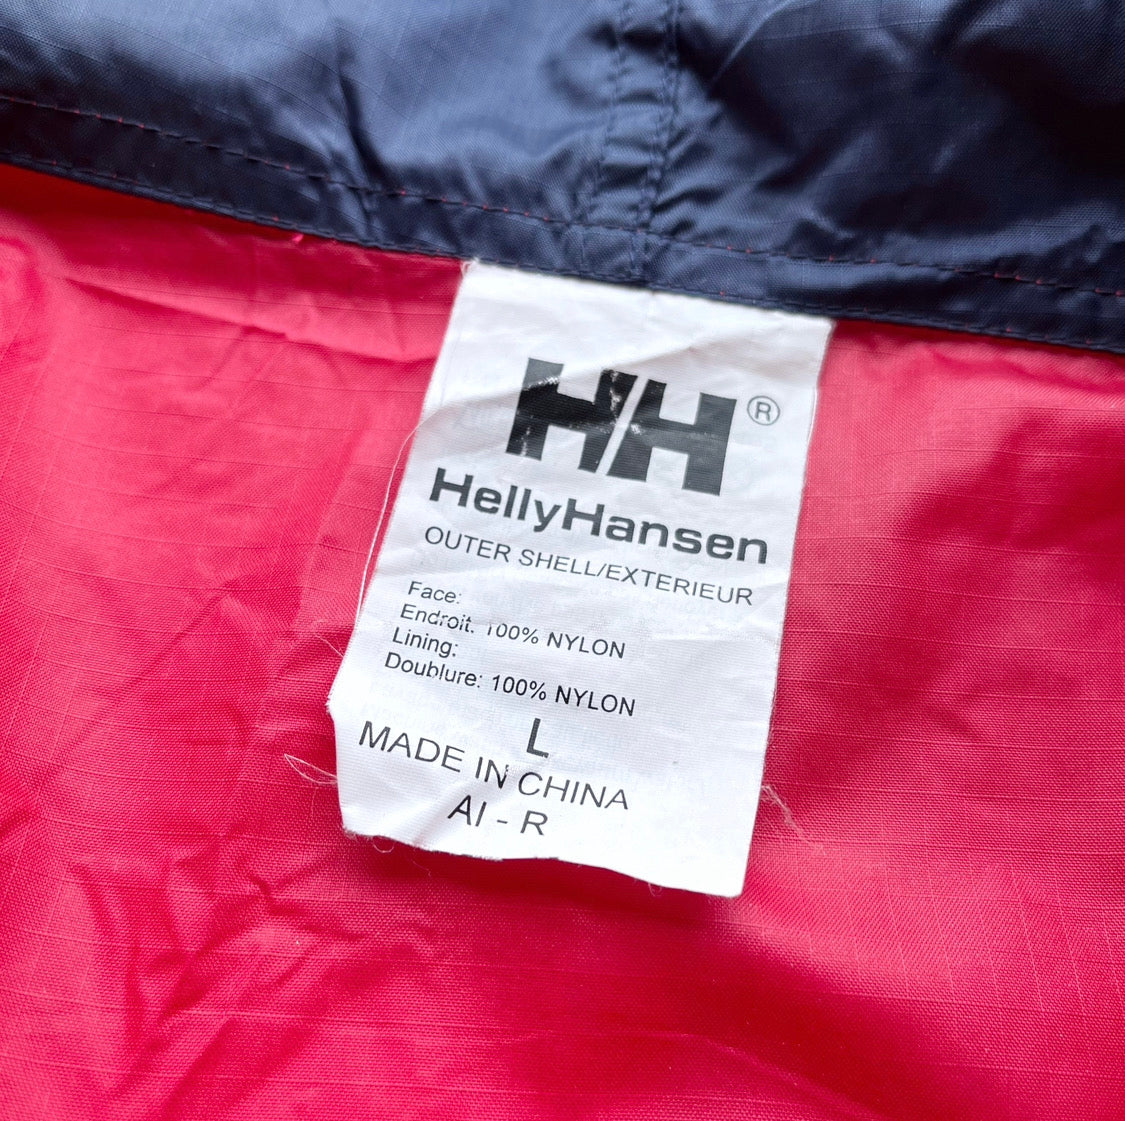 HH®
HellyHansen
OUTER SHELL/EXTERIEUR
Face:
Endroit. 100% NYLON
Lining:
Doublure: 100% NYLON
L
MADE IN CHINA
AI - R